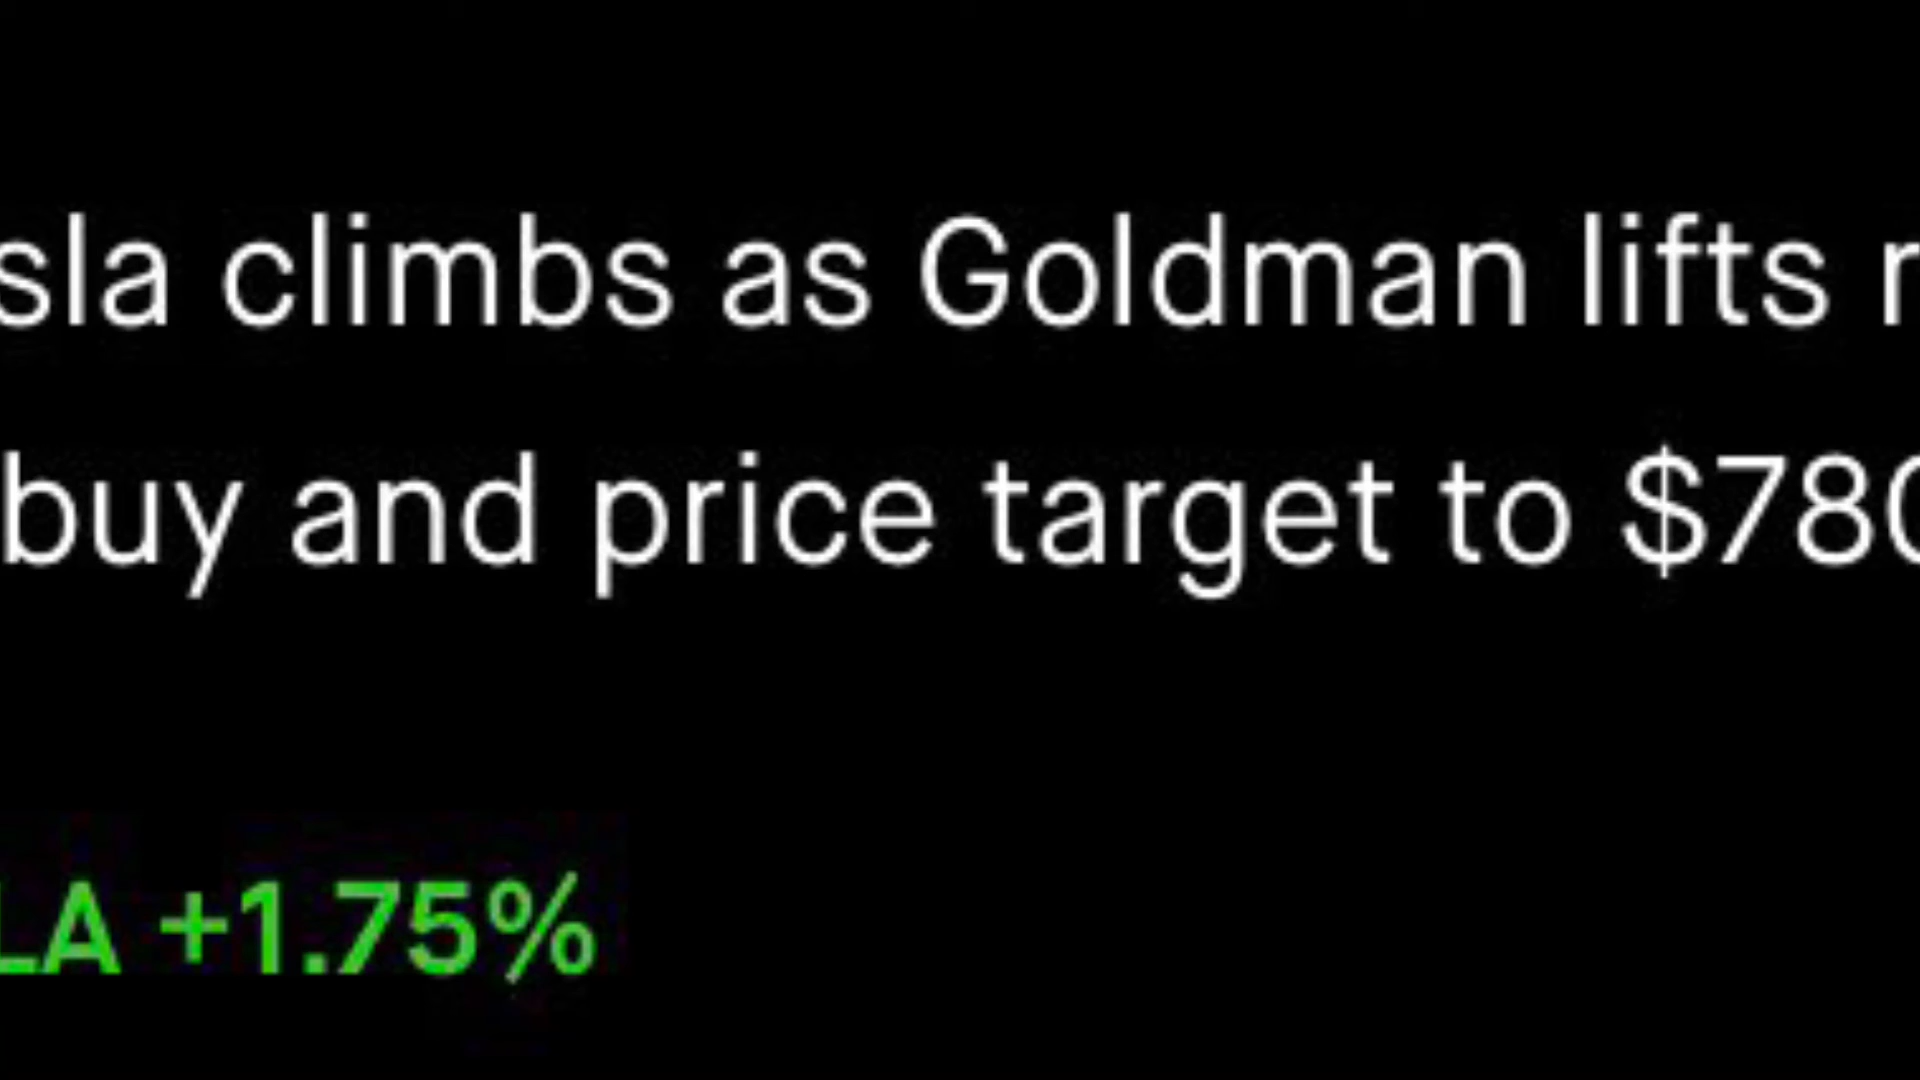 sla climbs as Goldman lifts r
buy and price target to $780
LA +1.75%